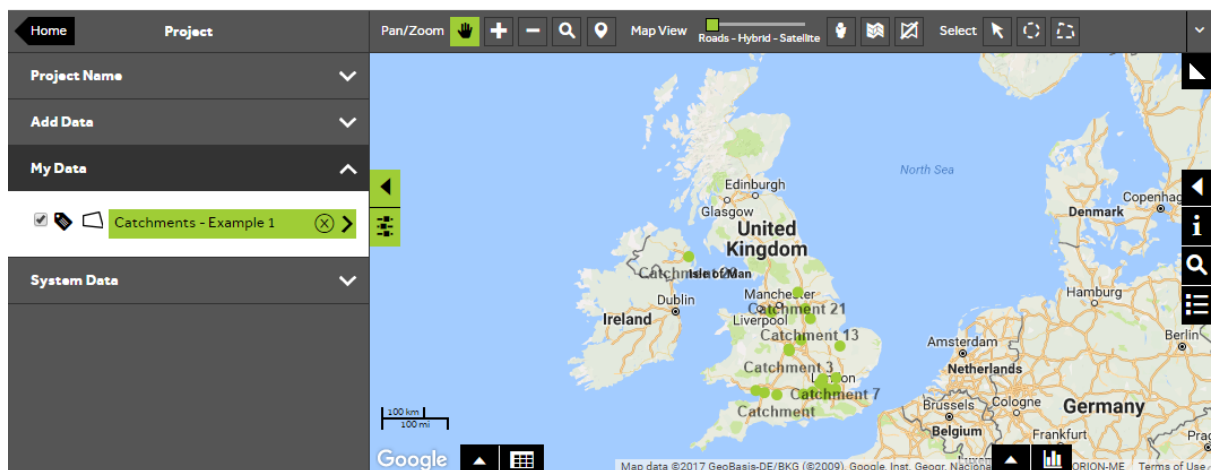 Home
Project
Pan/Zoom
Map View
Roads - Hybrid - Satellite
Select
Project Name
Add Data
My Data
Catchments - Example 1
System Data
North Sea
Edinburgh
Glasgow
United
Kingdom
Isle of Man
Dublin
Ireland
Liverpool
Catchment 21
Catchment 13
Catchment 3
Catchment 7
Catchment
Denmark
Hamburg
Berlin
Amsterdam
Netherlands
Brussels
Cologne
Belgium
Germany
Frankfurt
100 km
100 mi
Google
Map data ©2017 GeoBasis-DE/BKG (©2009), Google, Inst. Geogr. Naciona
ORION-ME
Terms of Use